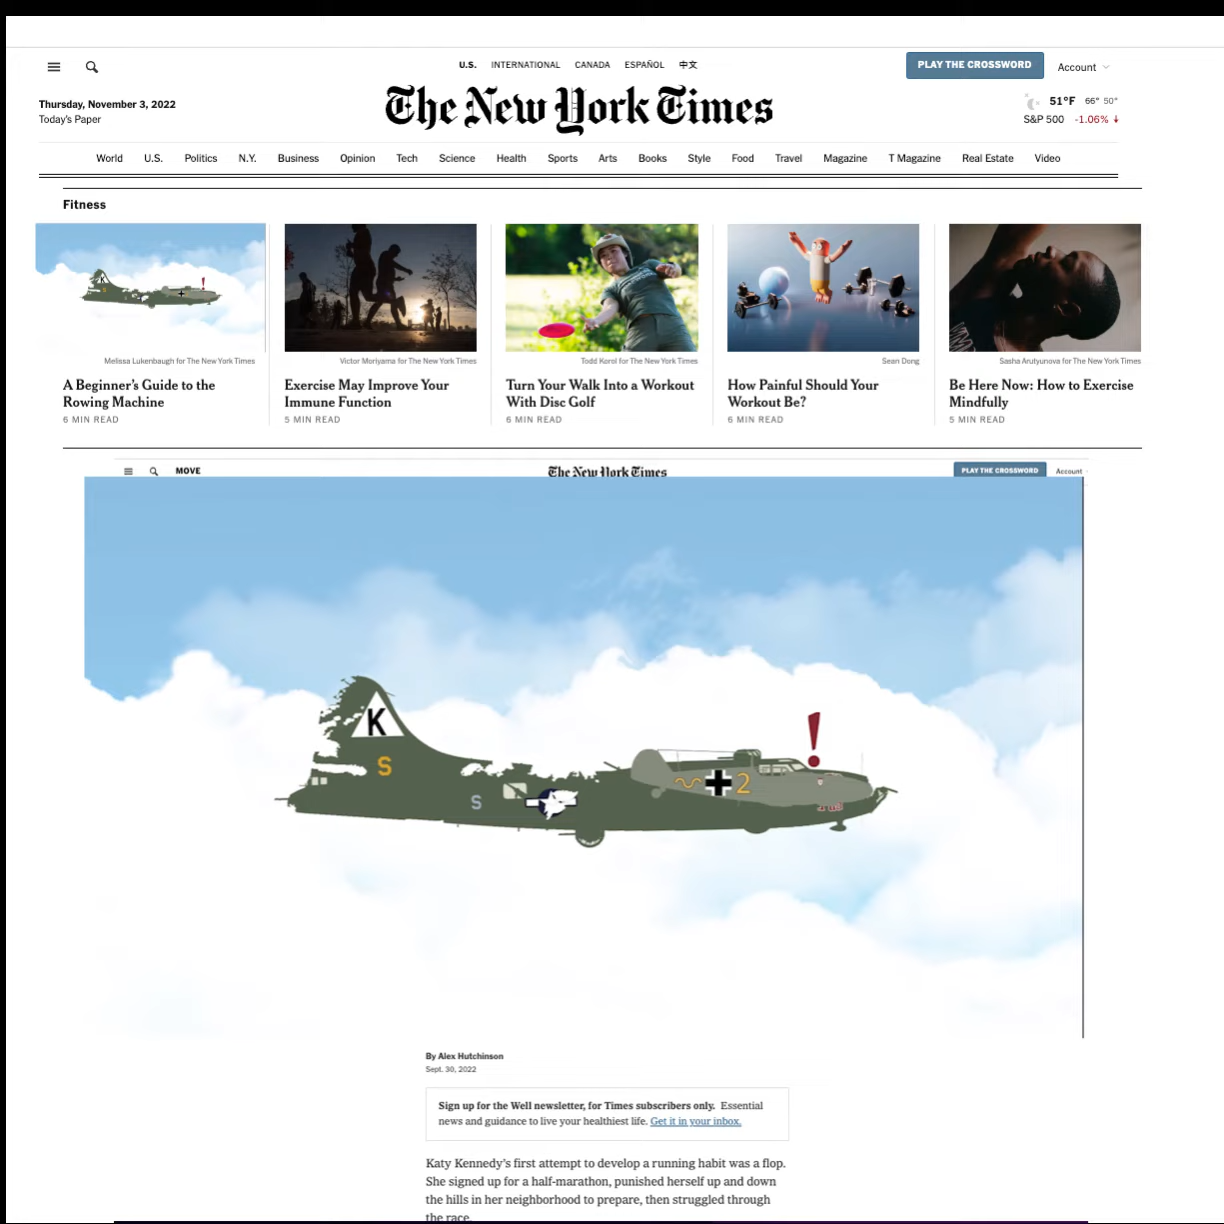 U.S. INTERNATIONAL CANADA ESPAÑOL 中文
PLAY THE CROSSWORD
Account
Thursday, November 3, 2022
Today's Paper
The New York Times
51°F 66° 50°
S&P 500 -1.06% ↓
World U.S. Politics N.Y. Business Opinion Tech Science Health Sports Arts Books Style Food Travel Magazine T Magazine Real Estate Video
Fitness
K
S
2
!
Melissa Lukenbaugh for The New York Times
A Beginner's Guide to the
Rowing Machine
6 MIN READ
Victor Moriyama for The New York Times
Exercise May Improve Your
Immune Function
5 MIN READ
Todd Korol for The New York Times
Turn Your Walk Into a Workout
With Disc Golf
6 MIN READ
Sean Dong
How Painful Should Your
Workout Be?
6 MIN READ
Sasha Arutyunova for The New York Times
Be Here Now: How to Exercise
Mindfully
5 MIN READ
MOVE
The New York Times
PLAY THE CROSSWORD
Account
K
S
S
2
!
By Alex Hutchinson
Sept. 30, 2022
Sign up for the Well newsletter, for Times subscribers only. Essential
news and guidance to live your healthiest life. Get it in your inbox.
Katy Kennedy's first attempt to develop a running habit was a flop.
She signed up for a half-marathon, punished herself up and down
the hills in her neighborhood to prepare, then struggled through
the race.